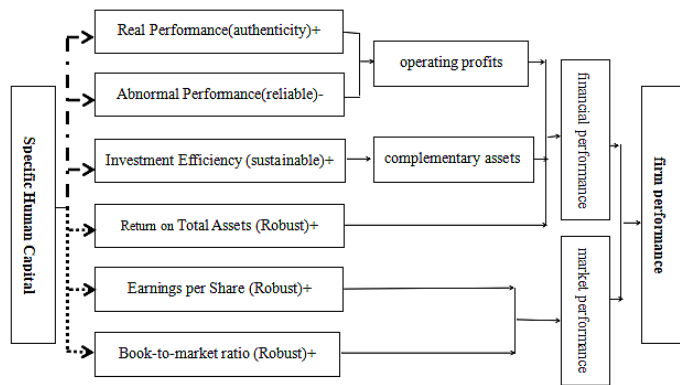 Specific Human Capital
Real Performance(authenticity)+
Abnormal Performance(reliable)-
Investment Efficiency (sustainable)+
Return on Total Assets (Robust)+
Earnings per Share (Robust)+
Book-to-market ratio (Robust)+
operating profits
complementary assets
financial performance
market performance
firm performance